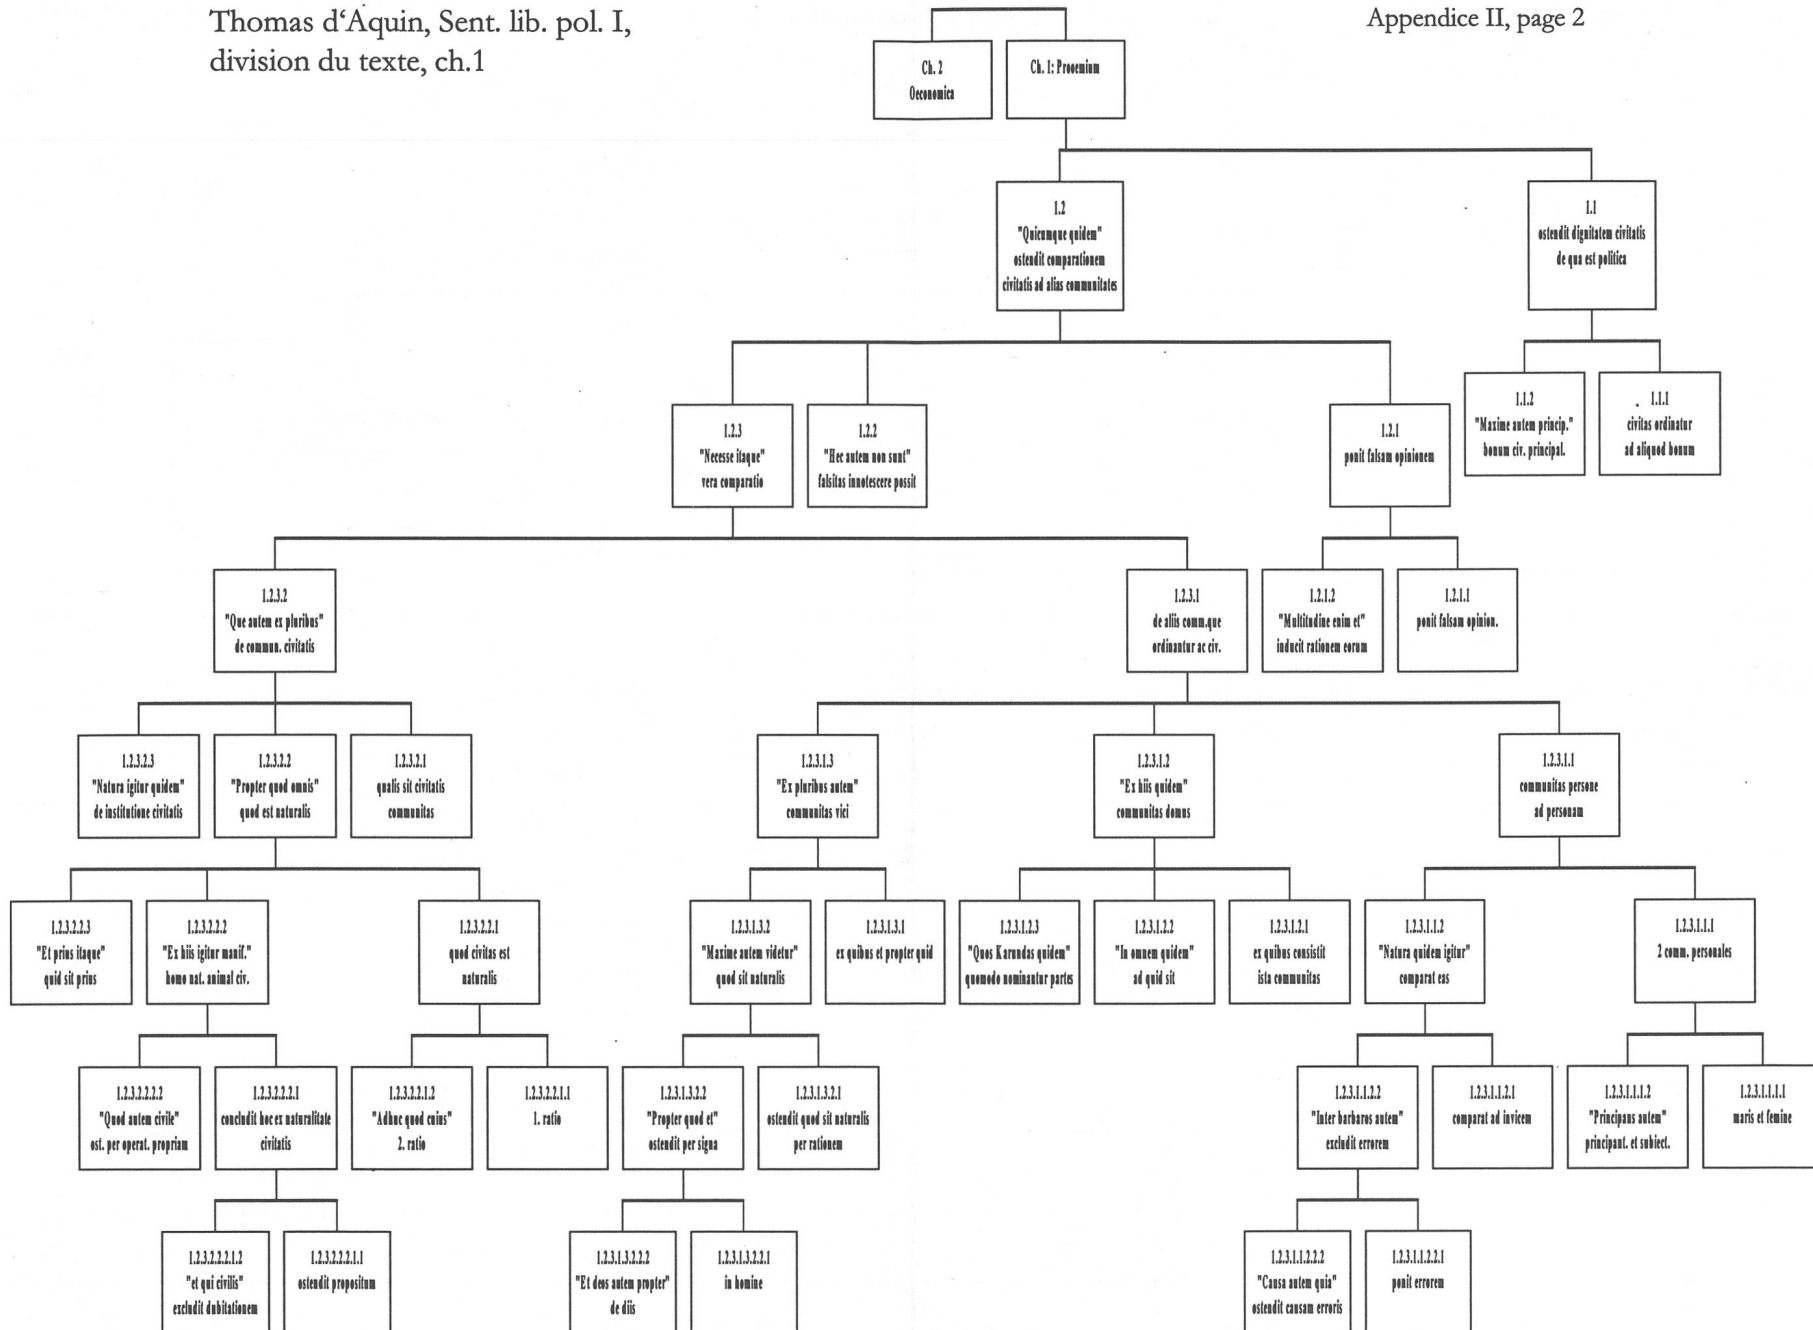 Thomas d‘Aquin, Sent. lib. pol. I,
division du texte, ch.1
Appendice II, page 2
Ch. 2
Oeconomica
Ch. 1: Prooemium
1.2
"Quicumque quidem"
ostendit comparationem
civitatis ad alias communitates
1.1
ostendit dignitatem civitatis
de qua est politica
1.2.3
"Necesse itaque"
vera comparatio
1.2.2
"Hec autem non sunt"
falsitas innotescere possit
1.2.1
ponit falsam opinionem
1.1.2
"Maxime autem princip."
bonum civ. principal.
1.1.1
civitas ordinatur
ad aliquod bonum
1.2.3.2
"Que autem ex pluribus"
de commun. civitatis
1.2.3.1
de aliis comm.que
ordinantur ac civ.
1.2.1.2
"Multitudine enim et"
inducit rationem eorum
1.2.1.1
ponit falsam opinion.
1.2.3.2.3
"Natura igitur quidem"
de institutione civitatis
1.2.3.2.2
"Propter quod omnis"
quod est naturalis
1.2.3.2.1
qualis sit civitatis
communitas
1.2.3.1.3
"Ex pluribus autem"
communitas vici
1.2.3.1.2
"Ex hiis quidem"
communitas domus
1.2.3.1.1
communitas persone
ad personam
1.2.3.2.2.3
"Et prius itaque"
quid sit prius
1.2.3.2.2.2
"Ex hiis igitur manif."
homo nat. animal civ.
1.2.3.2.2.1
quod civitas est
naturalis
1.2.3.1.3.2
"Maxime autem videtur"
quod sit naturalis
1.2.3.1.3.1
ex quibus et propter quid
1.2.3.1.2.3
"Quos Karundas quidem"
quomodo nominantur partes
1.2.3.1.2.2
"In omnem quidem"
ad quid sit
1.2.3.1.2.1
ex quibus consistit
ista communitas
1.2.3.1.1.2
"Natura quidem igitur"
comparat eas
1.2.3.1.1.1
2 comm. personales
1.2.3.2.2.2.2
"Quod autem civile"
ost. per operat. propriam
1.2.3.2.2.2.1
concludit hoc ex naturalitate
civitatis
1.2.3.2.2.1.2
"Adhuc quod cuius"
2. ratio
1.2.3.2.2.1.1
1. ratio
1.2.3.1.3.2.2
"Propter quod et"
ostendit per signa
1.2.3.1.3.2.1
ostendit quod sit naturalis
per rationem
1.2.3.1.1.2.2
"Inter barbaros autem"
excludit errorem
1.2.3.1.1.2.1
comparat ad invicem
1.2.3.1.1.1.2
"Principans autem"
principant. et subiect.
1.2.3.1.1.1.1
maris et femine
1.2.3.2.2.2.1.2
"et qui civilis"
excludit dubitationem
1.2.3.2.2.2.1.1
ostendit propositum
1.2.3.1.3.2.2.2
"Et deos autem propter"
de diis
1.2.3.1.3.2.2.1
in homine
1.2.3.1.1.2.2.2
"Causa autem quia"
ostendit causam erroris
1.2.3.1.1.2.2.1
ponit errorem